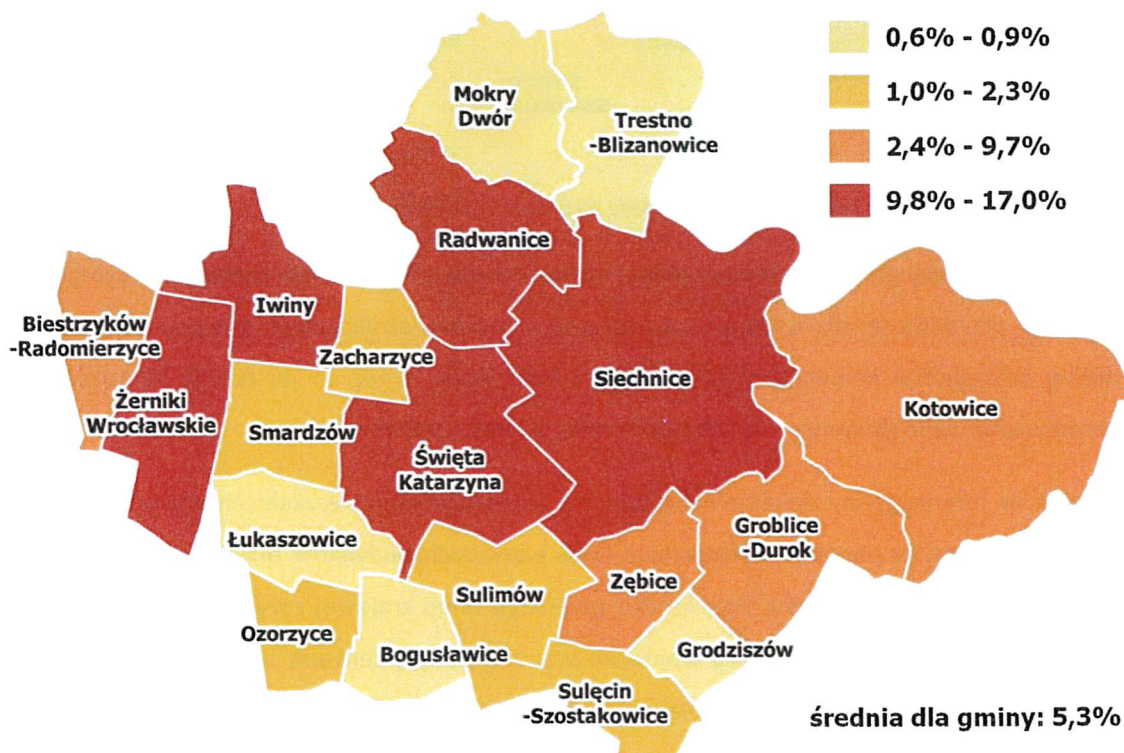 0,6% - 0,9%
1,0% - 2,3%
2,4% - 9,7%
9,8% - 17,0%
Mokry
Dwór
Trestno
-Blizanowice
Radwanice
Iwiny
Biestrzyków
-Radomierzyce
Zacharzyce
Siechnice
Żerniki
Wrocławskie
Kotowice
Smardzów
Święta
Katarzyna
Łukaszowice
Groblice
-Durok
Zębice
Sulimów
Ozorzyce
Bogusławice
Grodziszów
Sulęcin
-Szostakowice
średnia dla gminy: 5,3%